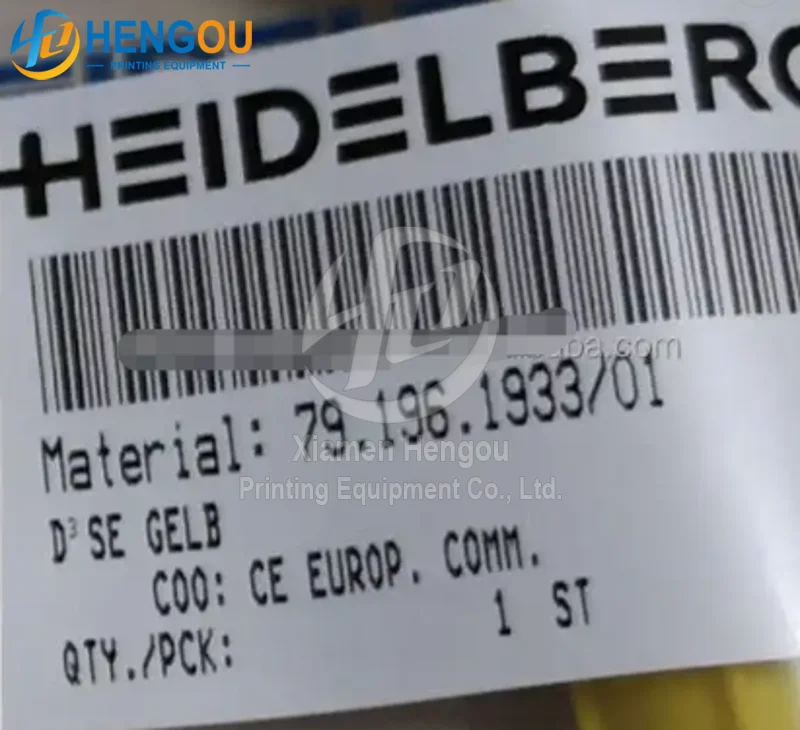 HENGOU
PRINTING EQUIPMENT
HEIDELBERG
Material: 79.196.1933/01
Xiamen Hengou
Printing Equipment Co., Ltd.
D³SE GELB
COO: CE EUROP. COMM.
QTY./PCK: 1 ST